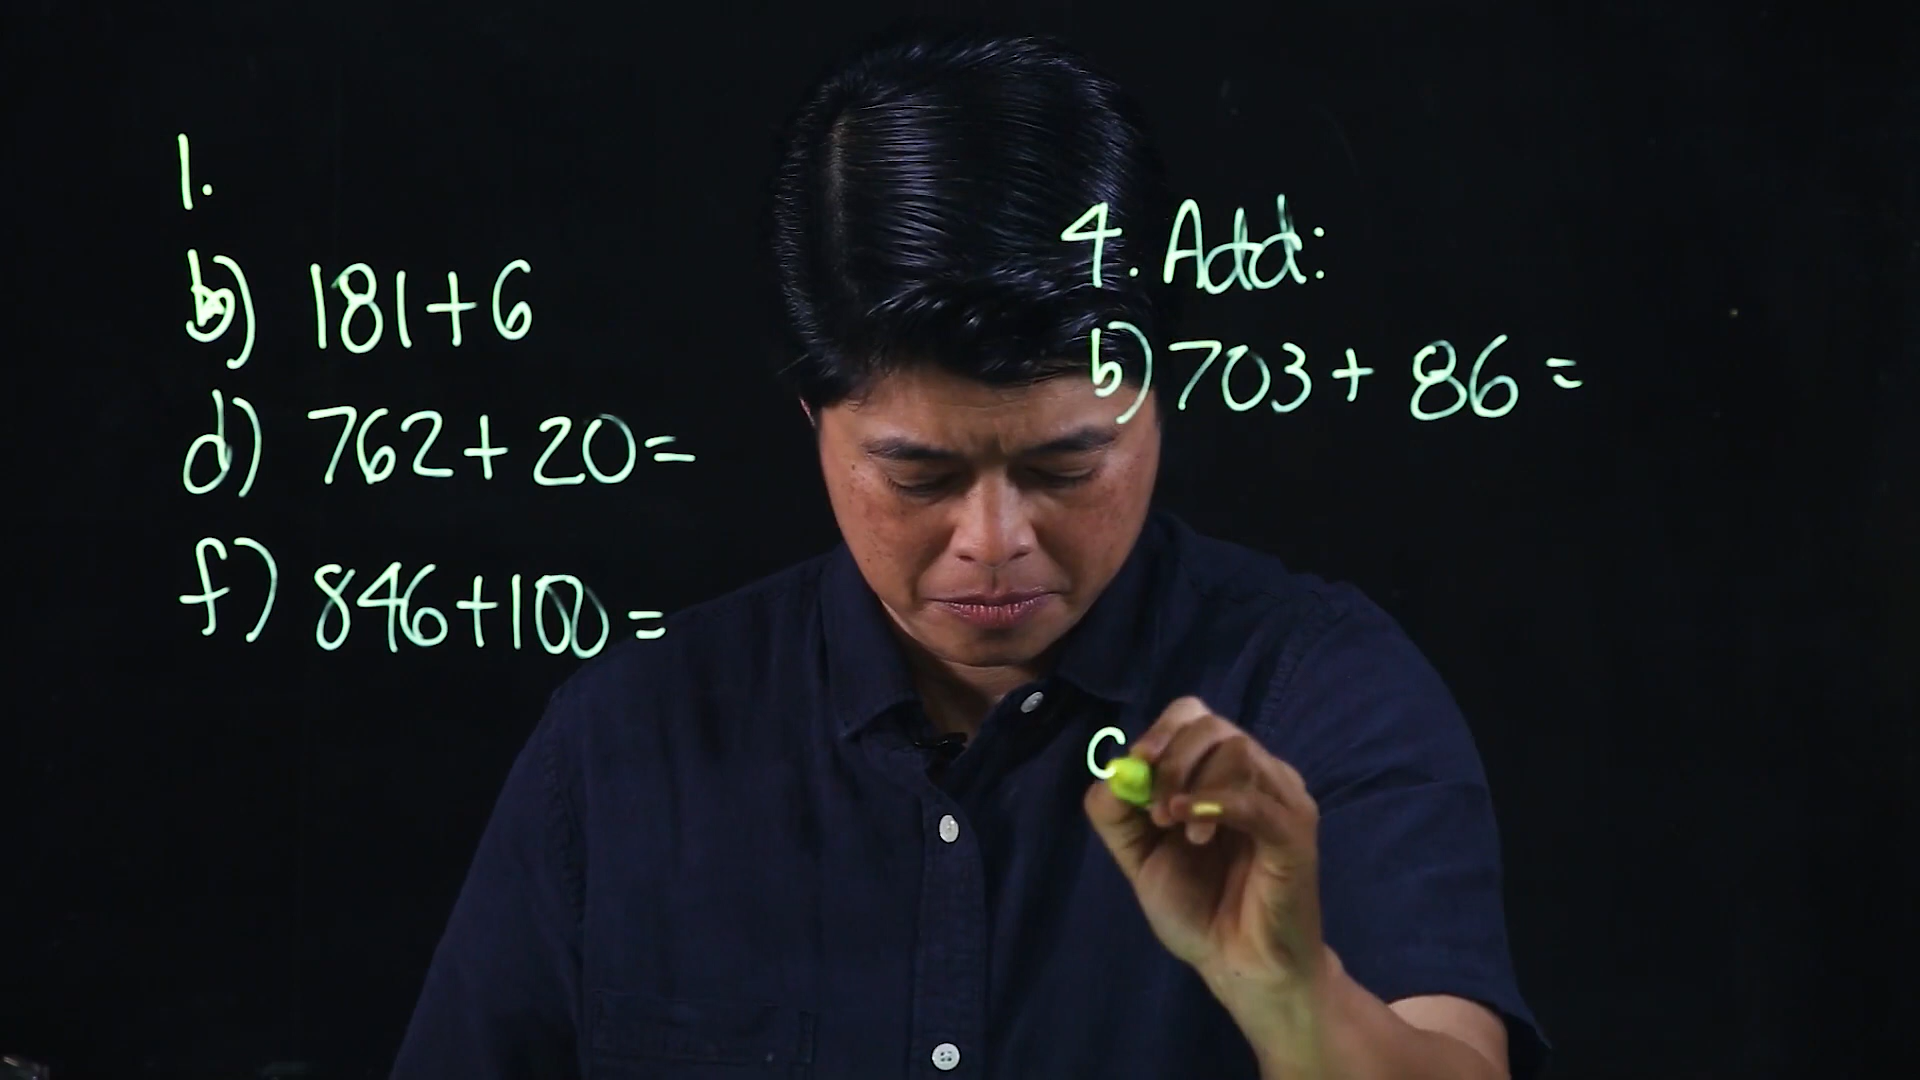 1.
b) 181+6
d) 762+20=
f) 846+100=
4. Add:
b) 703+ 86 =
c